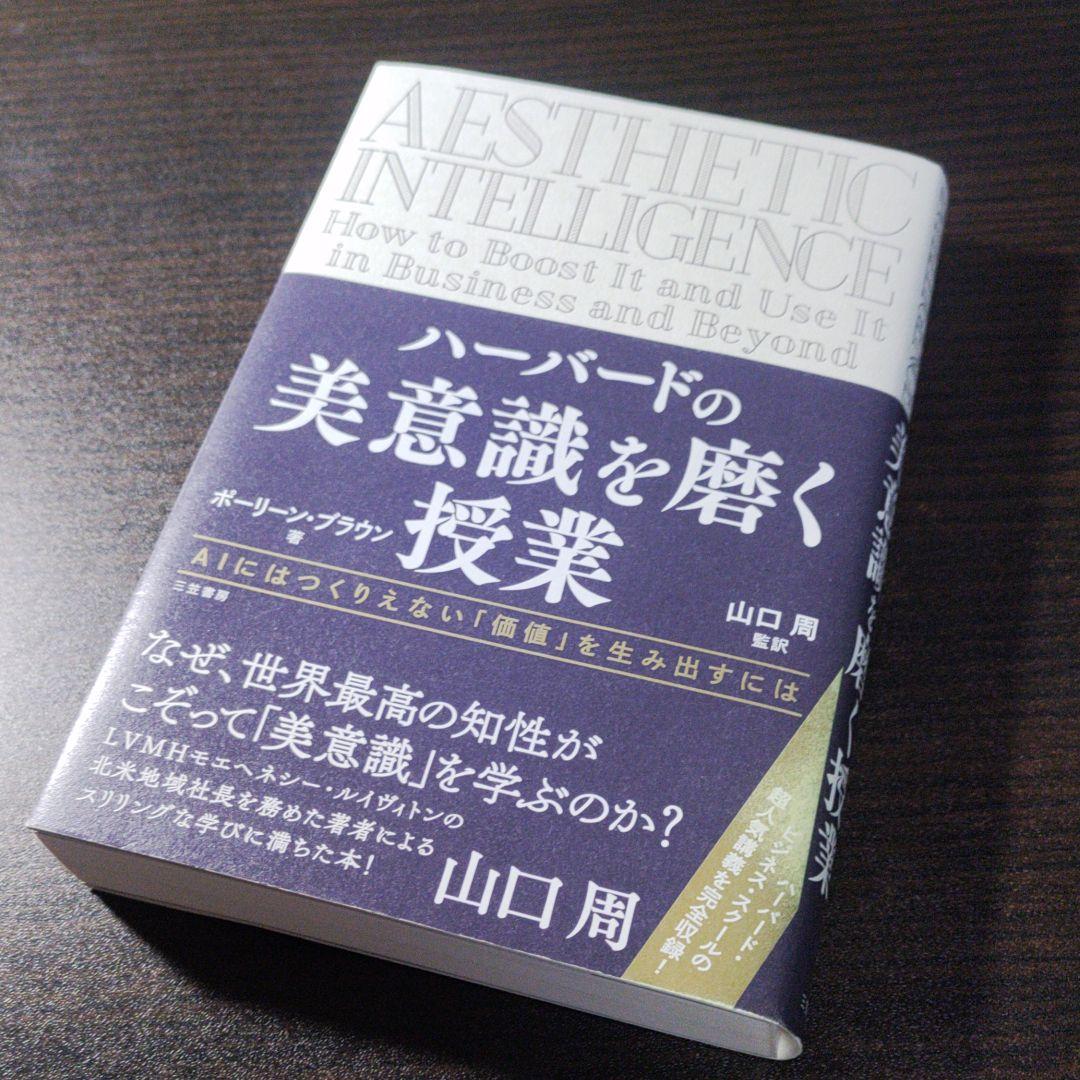 AESTHETIC
INTELLIGENCE
How to Boost It and Use It
in Business and Beyond
ハーバードの
美意識を磨く
授業
ポーリーン・ブラウン
著
山口 周
監訳
三笠書房
AIにはつくりえない「価値」を生み出すには
なぜ、世界最高の知性が
こぞって「美意識」を学ぶのか?
LVMHモエヘネシー・ルイヴィトンの
北米地域社長を務めた著者による
スリリングな学びに満ちた本!
山口 周
ハーバード・
ビジネス・スクールの
超人気講義を完全収録!
美意識を磨く授業